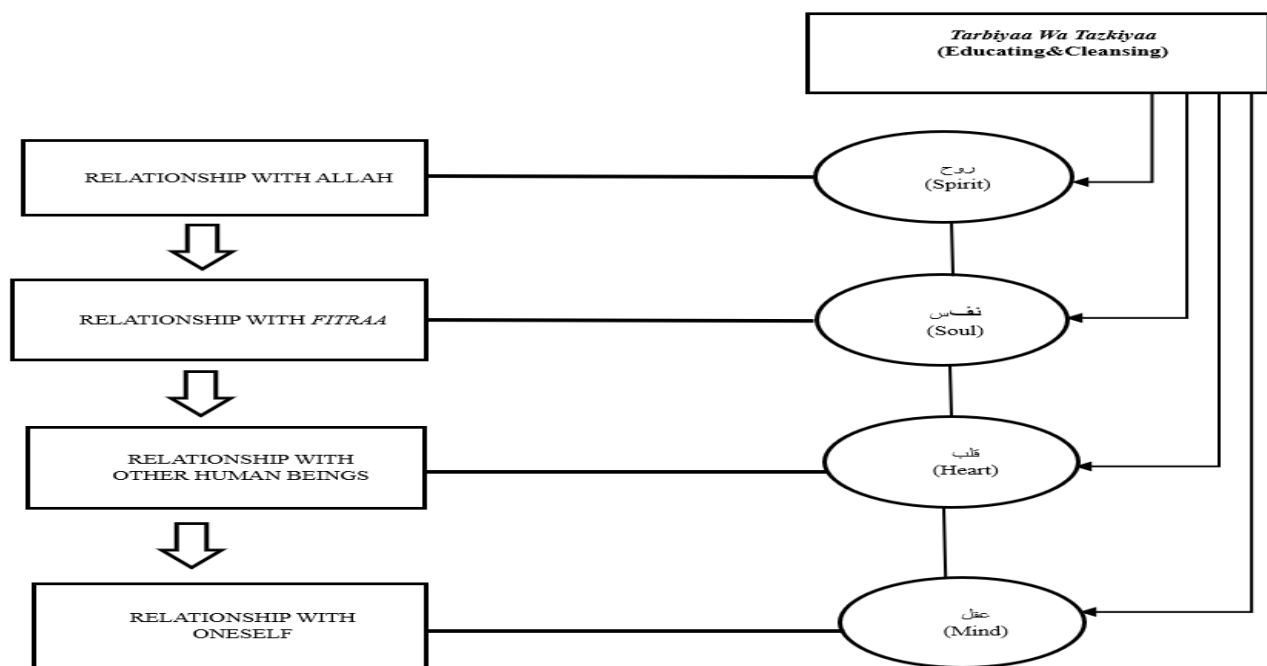 Tarbiyaa Wa Tazkiyaa
(Educating&Cleansing)
RELATIONSHIP WITH ALLAH
روح
(Spirit)
RELATIONSHIP WITH FITRAA
نفس
(Soul)
RELATIONSHIP WITH
OTHER HUMAN BEINGS
قلب
(Heart)
RELATIONSHIP WITH
ONESELF
عقل
(Mind)